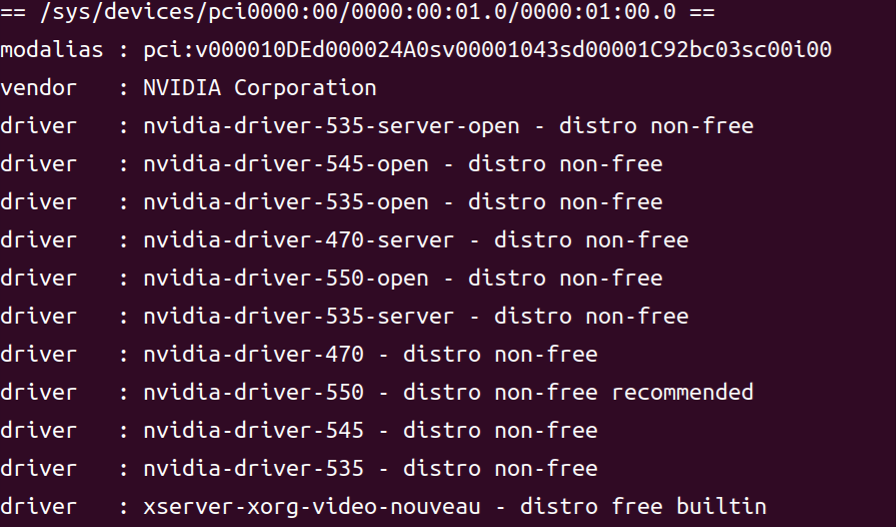 == /sys/devices/pci0000:00/0000:00:01.0/0000:01:00.0 ==
modalias : pci:v000010DEd000024A0sv00001043sd00001C92bc03sc00i00
vendor   : NVIDIA Corporation
driver   : nvidia-driver-535-server-open - distro non-free
driver   : nvidia-driver-545-open - distro non-free
driver   : nvidia-driver-535-open - distro non-free
driver   : nvidia-driver-470-server - distro non-free
driver   : nvidia-driver-550-open - distro non-free
driver   : nvidia-driver-535-server - distro non-free
driver   : nvidia-driver-470 - distro non-free
driver   : nvidia-driver-550 - distro non-free recommended
driver   : nvidia-driver-545 - distro non-free
driver   : nvidia-driver-535 - distro non-free
driver   : xserver-xorg-video-nouveau - distro free builtin